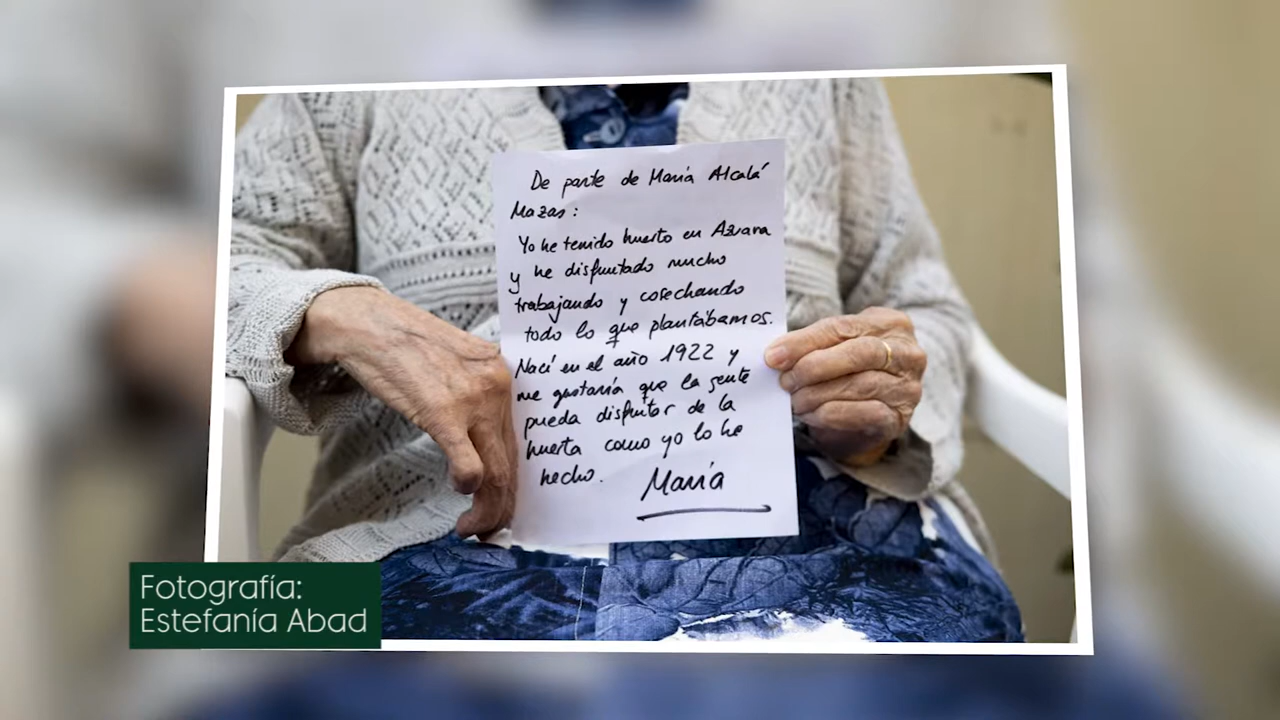 De parte de María Alcalá
Mazas:
Yo he tenido huerto en Azuara
y he disfrutado mucho
trabajando y cosechando
todo lo que plantábamos.
Nací en el año 1922 y
me gustaría que la gente
pueda disfrutar de la
huerta como yo lo he
hecho.
María
Fotografía:
Estefanía Abad